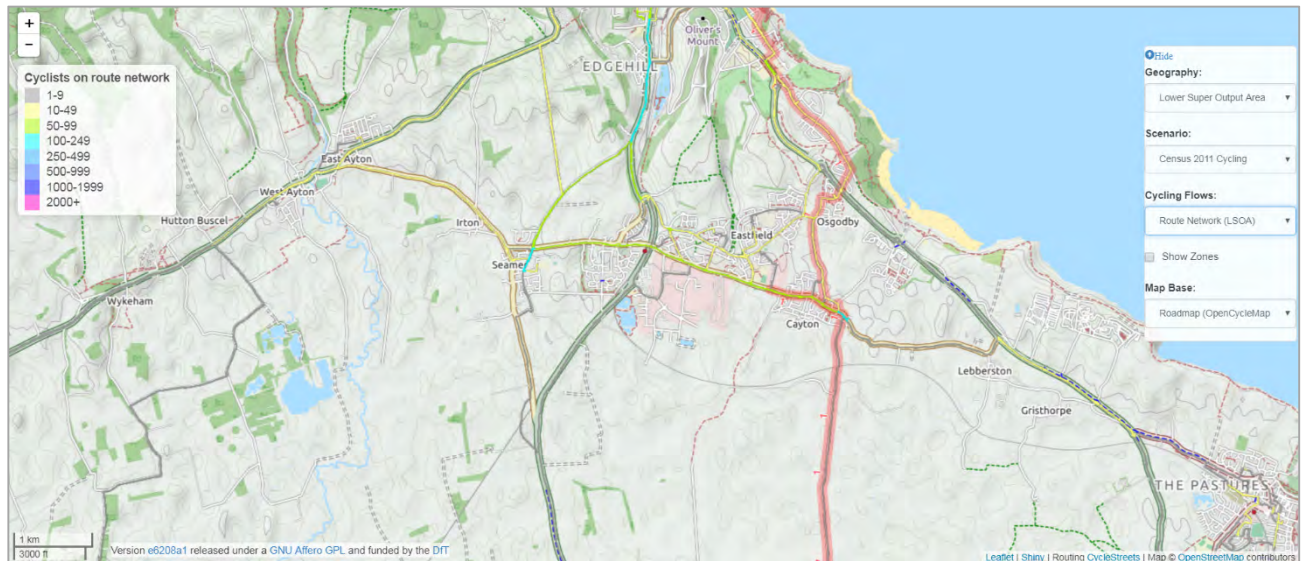 +
−
Cyclists on route network
1-9
10-49
50-99
100-249
250-499
500-999
1000-1999
2000+
Oliver's
Mount
EDGEHILL
East Ayton
West Ayton
Hutton Buscel
Irton
Eastfield
Osgodby
Seamer
Wykeham
Cayton
Lebberston
Gristhorpe
THE PASTURES
1
1
Hide
Geography:
Lower Super Output Area
Scenario:
Census 2011 Cycling
Cycling Flows:
Route Network (LSOA)
Show Zones
Map Base:
Roadmap (OpenCycleMap
1 km
3000 ft
Version e6208a1 released under a GNU Affero GPL and funded by the DfT
Leaflet | Shiny | Routing CycleStreets | Map © OpenStreetMap contributors